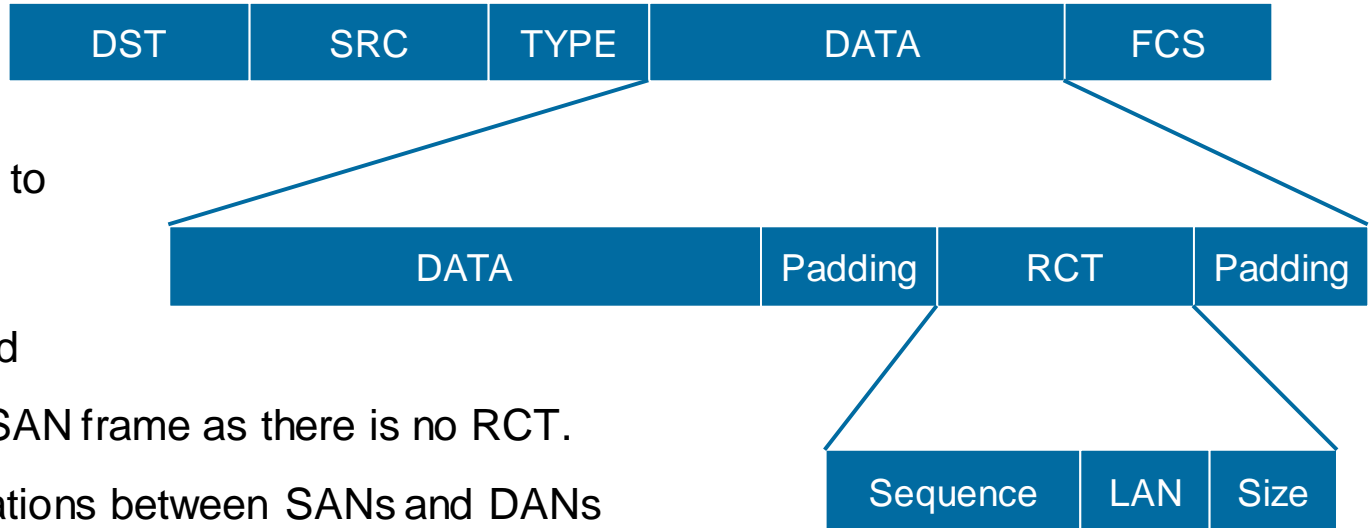 DST SRC TYPE DATA FCS
to
DATA Padding RCT Padding
d
SAN frame as there is no RCT.
Sequence LAN Size
ations between SANs and DANs